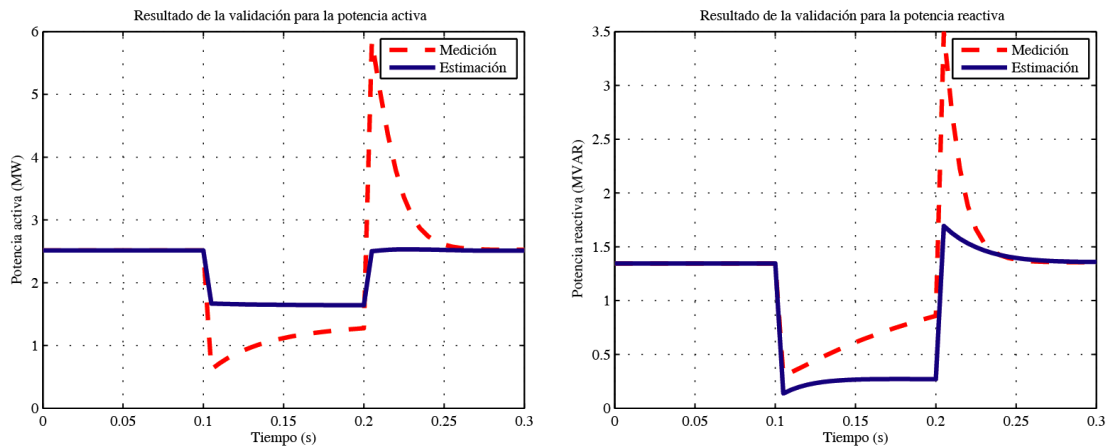 Resultado de la validación para la potencia activa
6
5
4
3
2
1
0
Potencia activa (MW)
Medición
Estimación
0
0.05
0.1
0.15
0.2
0.25
0.3
Tiempo (s)
Resultado de la validación para la potencia reactiva
3.5
3
2.5
2
1.5
1
0.5
0
Potencia reactiva (MVAR)
Medición
Estimación
0
0.05
0.1
0.15
0.2
0.25
0.3
Tiempo (s)